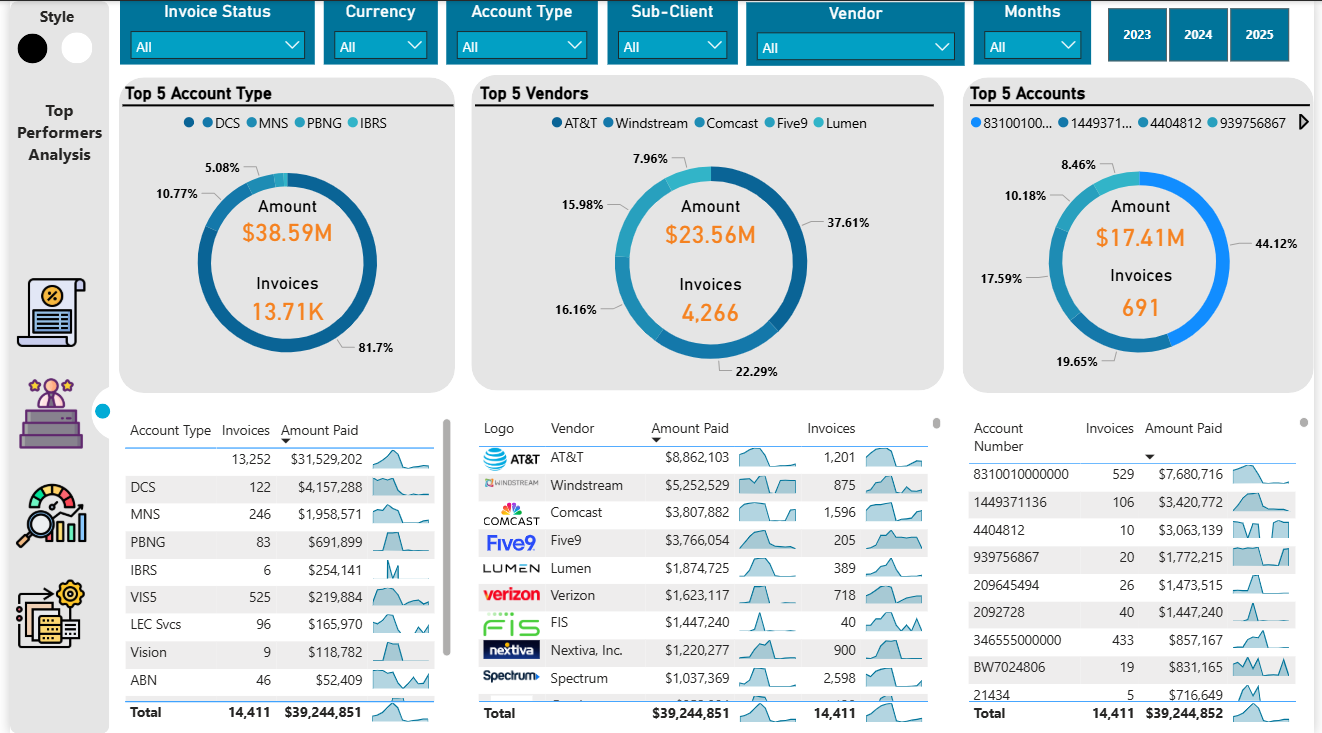 Style
Top
Performers
Analysis
Invoice Status
All
Currency
All
Account Type
All
Sub-Client
All
Vendor
All
Months
All
2023
2024
2025
Top 5 Account Type
DCS MNS PBNG IBRS
5.08%
10.77%
81.7%
Amount
$38.59M
Invoices
13.71K
Top 5 Vendors
AT&T Windstream Comcast Five9 Lumen
7.96%
15.98%
37.61%
16.16%
22.29%
Amount
$23.56M
Invoices
4,266
Top 5 Accounts
83100100... 1449371... 4404812 939756867
8.46%
10.18%
44.12%
17.59%
19.65%
Amount
$17.41M
Invoices
691
Account Type Invoices Amount Paid
13,252 $31,529,202
DCS 122 $4,157,288
MNS 246 $1,958,571
PBNG 83 $691,899
IBRS 6 $254,141
VIS5 525 $219,884
LEC Svcs 96 $165,970
Vision 9 $118,782
ABN 46 $52,409
Total 14,411 $39,244,851
Logo Vendor Amount Paid Invoices
AT&T AT&T $8,862,103 1,201
WINDSTREAM Windstream $5,252,529 875
COMCAST Comcast $3,807,882 1,596
Five9 Five9 $3,766,054 205
LUMEN Lumen $1,874,725 389
verizon Verizon $1,623,117 718
FIS FIS $1,447,240 40
nextiva Nextiva, Inc. $1,220,277 900
Spectrum Spectrum $1,037,369 2,598
Total $39,244,851 14,411
Account
Number Invoices Amount Paid
8310010000000 529 $7,680,716
1449371136 106 $3,420,772
4404812 10 $3,063,139
939756867 20 $1,772,215
209645494 26 $1,473,515
2092728 40 $1,447,240
346555000000 433 $857,167
BW7024806 19 $831,165
21434 5 $716,649
Total 14,411 $39,244,852